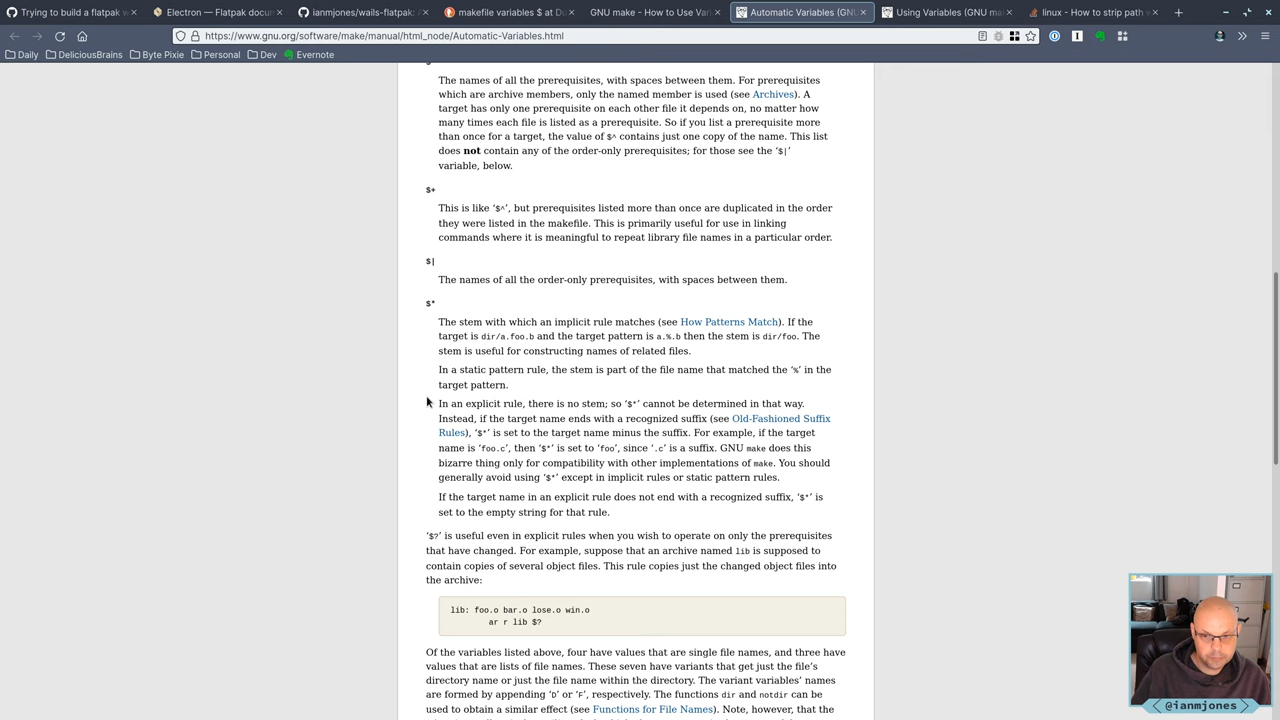 Trying to build a flatpak w
Electron — Flatpak docu
ianmjones/wails-flatpak: A
makefile variables $ at Du
GNU make - How to Use Vari
Automatic Variables (GNU
Using Variables (GNU ma
linux - How to strip path w
https://www.gnu.org/software/make/manual/html_node/Automatic-Variables.html
Daily
DeliciousBrains
Byte Pixie
Personal
Dev
Evernote
The names of all the prerequisites, with spaces between them. For prerequisites
which are archive members, only the named member is used (see Archives). A
target has only one prerequisite on each other file it depends on, no matter how
many times each file is listed as a prerequisite. So if you list a prerequisite more
than once for a target, the value of $^ contains just one copy of the name. This list
does not contain any of the order-only prerequisites; for those see the ‘$|’
variable, below.
$+
This is like ‘$^’, but prerequisites listed more than once are duplicated in the order
they were listed in the makefile. This is primarily useful for use in linking
commands where it is meaningful to repeat library file names in a particular order.
$|
The names of all the order-only prerequisites, with spaces between them.
$*
The stem with which an implicit rule matches (see How Patterns Match). If the
target is dir/a.foo.b and the target pattern is a.%.b then the stem is dir/foo. The
stem is useful for constructing names of related files.
In a static pattern rule, the stem is part of the file name that matched the ‘%’ in the
target pattern.
In an explicit rule, there is no stem; so ‘$*’ cannot be determined in that way.
Instead, if the target name ends with a recognized suffix (see Old-Fashioned Suffix
Rules), ‘$*’ is set to the target name minus the suffix. For example, if the target
name is ‘foo.c’, then ‘$*’ is set to ‘foo’, since ‘.c’ is a suffix. GNU make does this
bizarre thing only for compatibility with other implementations of make. You should
generally avoid using ‘$*’ except in implicit rules or static pattern rules.
If the target name in an explicit rule does not end with a recognized suffix, ‘$*’ is
set to the empty string for that rule.
‘$?’ is useful even in explicit rules when you wish to operate on only the prerequisites
that have changed. For example, suppose that an archive named lib is supposed to
contain copies of several object files. This rule copies just the changed object files into
the archive:
lib: foo.o bar.o lose.o win.o
ar r lib $?
Of the variables listed above, four have values that are single file names, and three have
values that are lists of file names. These seven have variants that get just the file’s
directory name or just the file name within the directory. The variant variables’ names
are formed by appending ‘D’ or ‘F’, respectively. The functions dir and notdir can be
used to obtain a similar effect (see Functions for File Names). Note, however, that the
@ianmjones